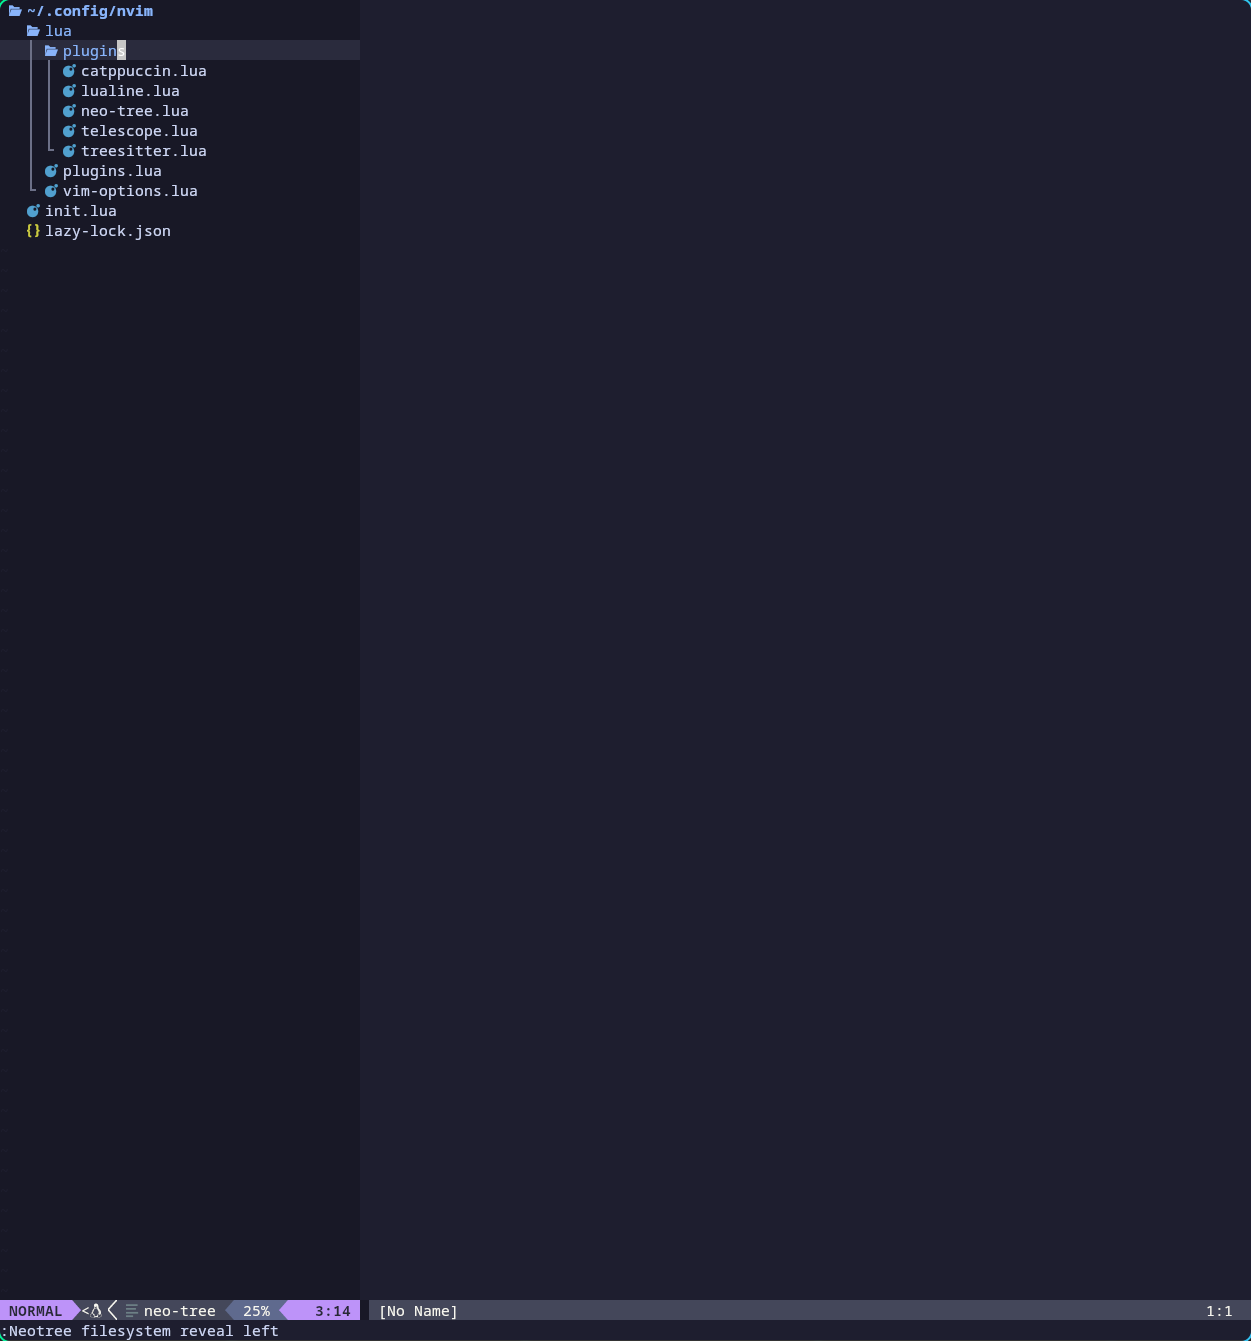 ~/.config/nvim
lua
plugins
catppuccin.lua
lualine.lua
neo-tree.lua
telescope.lua
treesitter.lua
plugins.lua
vim-options.lua
init.lua
{} lazy-lock.json
NORMAL < neo-tree 25% 3:14 [No Name] 1:1
:Neotree filesystem reveal left